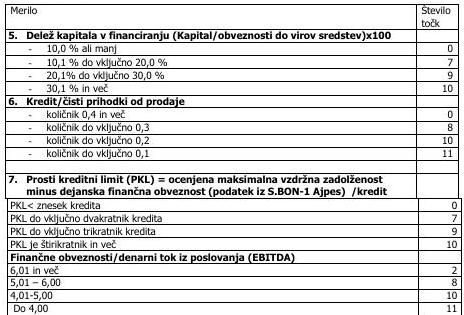 Merilo Število
točk
5. Delež kapitala v financiranju (Kapital/obveznosti do virov sredstev)x100
- 10,0 % ali manj 0
- 10,1 % do vključno 20,0 % 7
- 20,1% do vključno 30,0 % 9
- 30,1 % in več 10
6. Kredit/čisti prihodki od prodaje
- količnik 0,4 in več 0
- količnik do vključno 0,3 8
- količnik do vključno 0,2 10
- količnik do vključno 0,1 11
7. Prosti kreditni limit (PKL) = ocenjena maksimalna vzdržna zadolženost
minus dejanska finančna obveznost (podatek iz S.BON-1 Ajpes) /kredit
PKL< znesek kredita 0
PKL do vključno dvakratnik kredita 7
PKL do vključno trikratnik kredita 9
PKL je štirikratnik in več 10
Finančne obveznosti/denarni tok iz poslovanja (EBITDA)
6,01 in več 2
5,01 – 6,00 8
4,01-5,00 10
Do 4,00 11